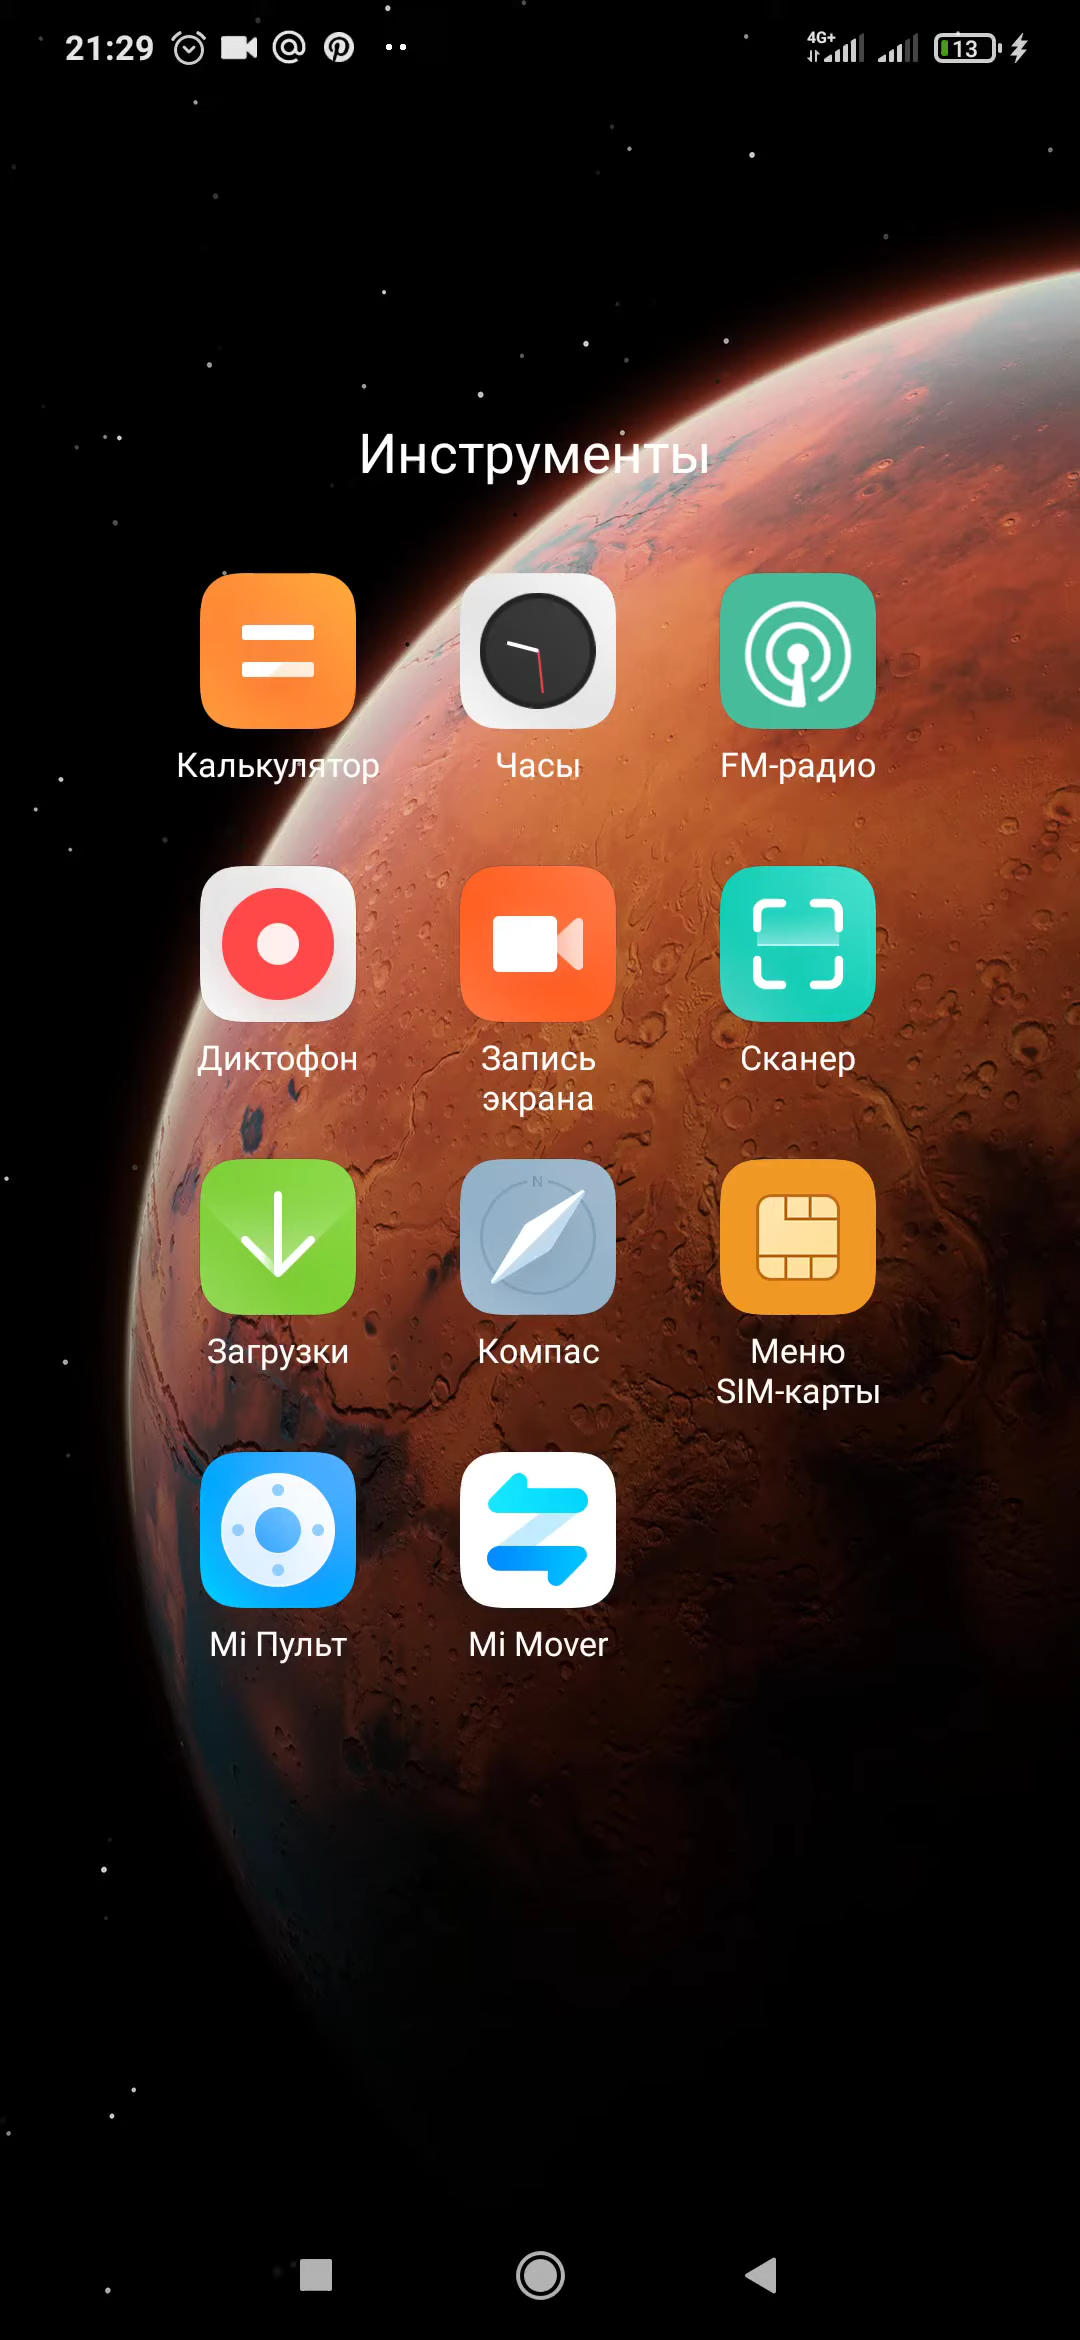 21:29
4G+
13
Инструменты
Калькулятор
Часы
FM-радио
Диктофон
Запись
экрана
Сканер
Загрузки
N
Компас
Меню
SIM-карты
Mi Пульт
Mi Mover